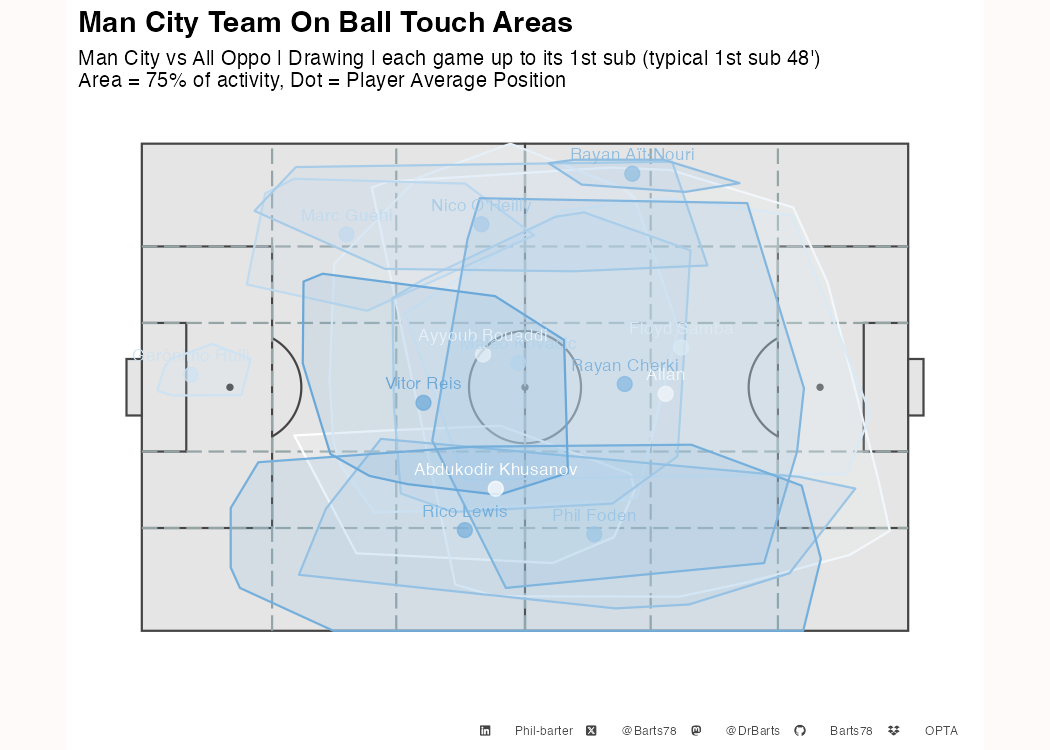 Man City Team On Ball Touch Areas
Man City vs All Oppo | Drawing | each game up to its 1st sub (typical 1st sub 48')
Area = 75% of activity, Dot = Player Average Position
Rayan Aït-Nouri
Nico O'Reilly
Marc Guéhi
Ayyoub Bouaddi
Rayan Cherki
Allan
Vitor Reis
Abdukodir Khusanov
Rico Lewis
Phil Foden
Phil-barter
@Barts78
@DrBarts
Barts78
OPTA